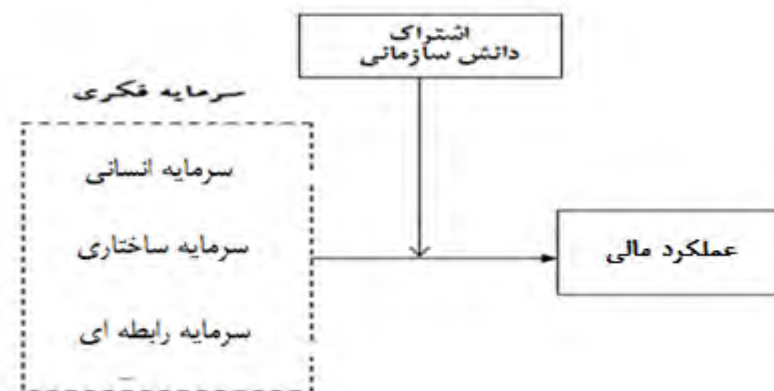 اشتراک
دانش سازمانی
سرمایه فکری
سرمایه انسانی
سرمایه ساختاری
عملکرد مالی
سرمایه رابطه ای